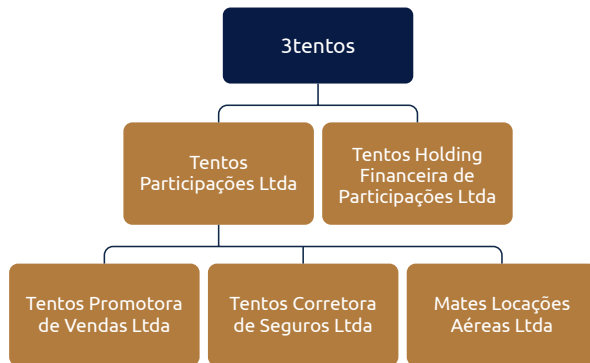 3tentos
Tentos
Participações Ltda
Tentos Holding
Financeira de
Participações Ltda
Tentos Promotora
de Vendas Ltda
Tentos Corretora
de Seguros Ltda
Mates Locações
Aéreas Ltda